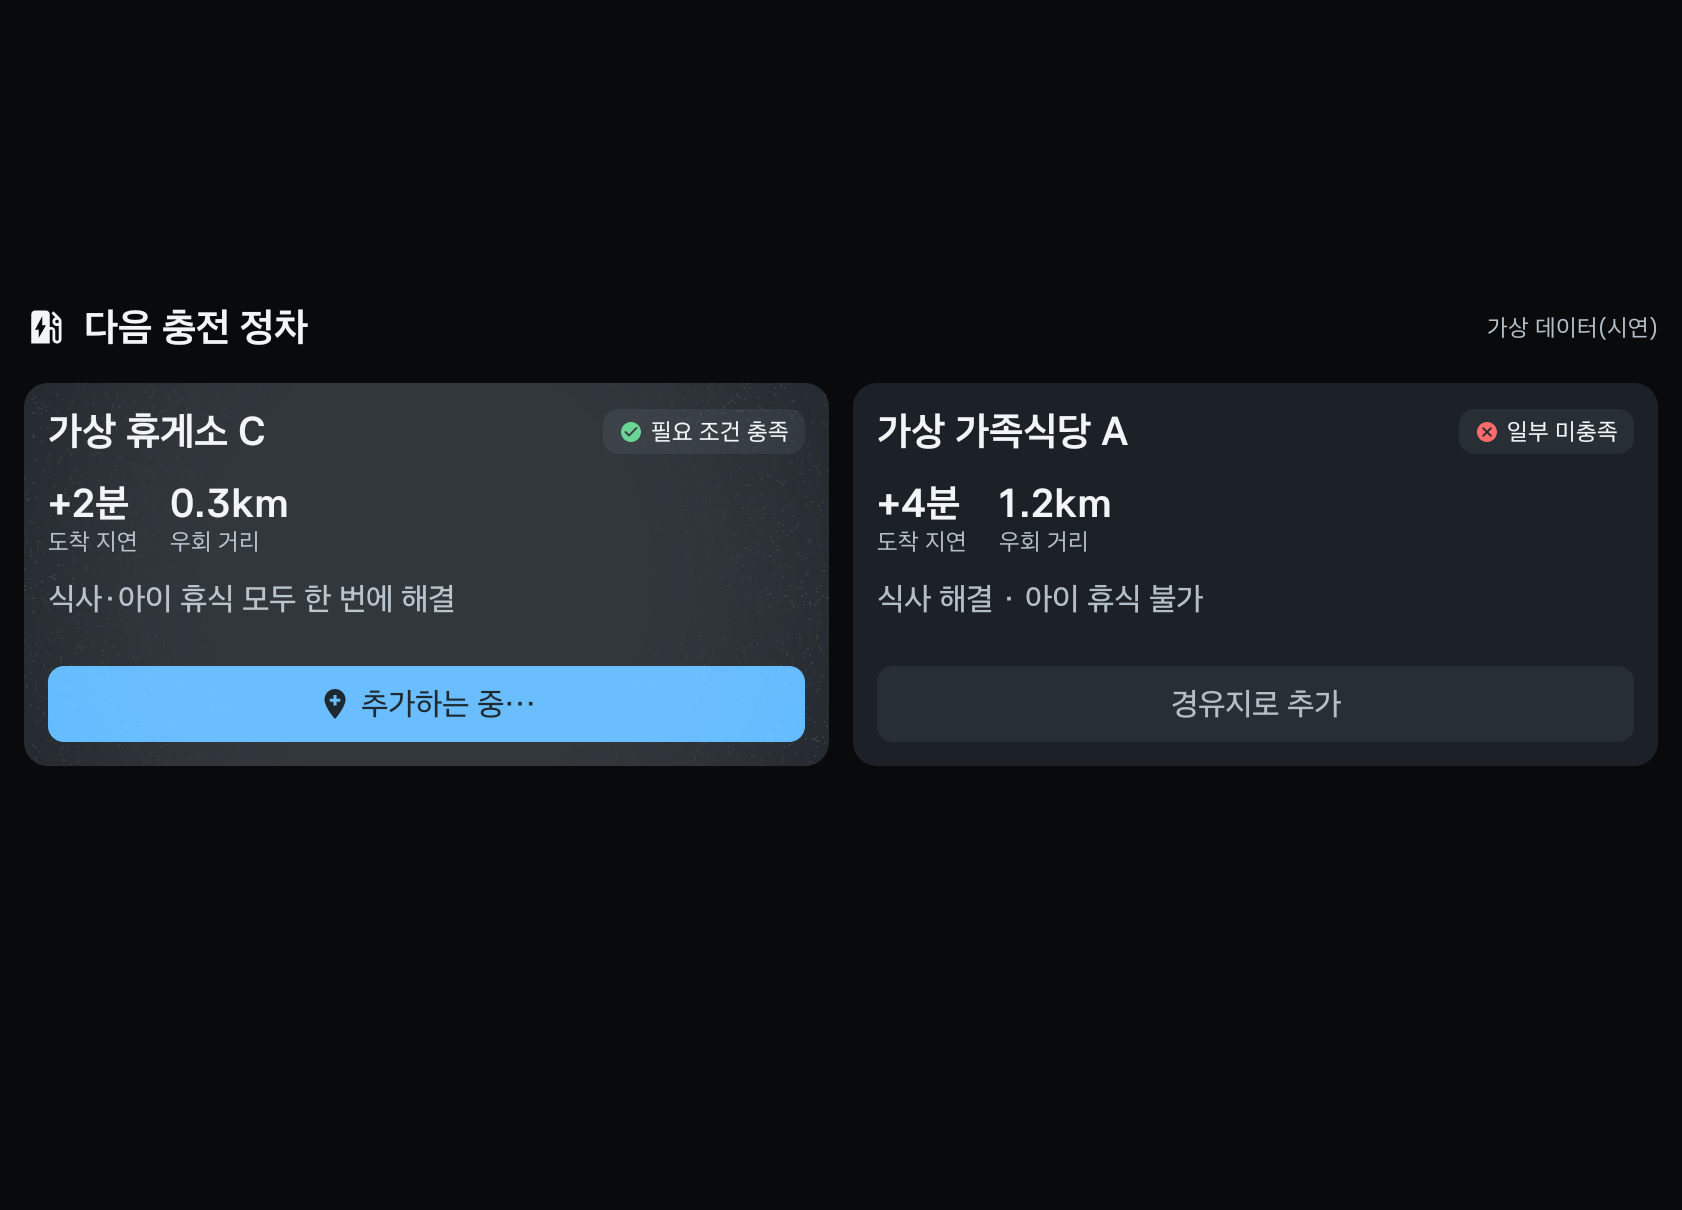 다음 충전 정차
가상 데이터(시연)
가상 휴게소 C
필요 조건 충족
+2분 0.3km
도착 지연 우회 거리
식사·아이 휴식 모두 한 번에 해결
추가하는 중…
가상 가족식당 A
일부 미충족
+4분 1.2km
도착 지연 우회 거리
식사 해결 · 아이 휴식 불가
경유지로 추가